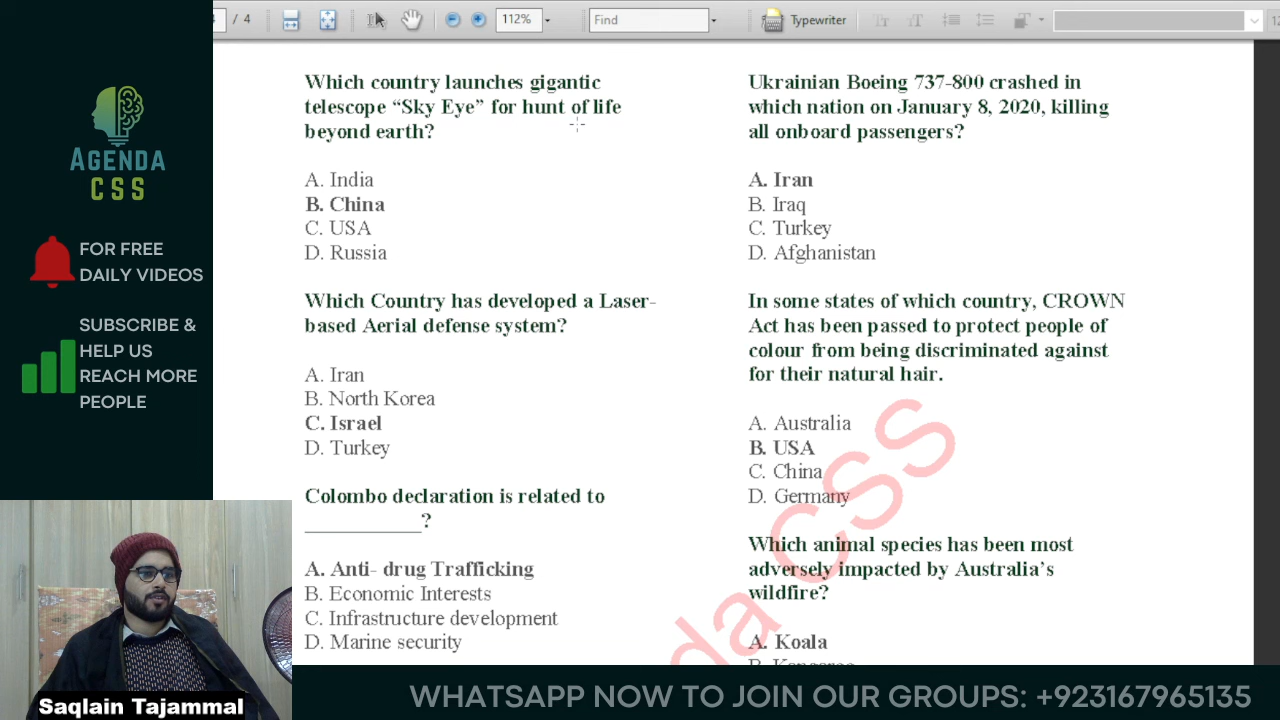 / 4
112%
Find
Typewriter
AGENDA
CSS
FOR FREE
DAILY VIDEOS
SUBSCRIBE &
HELP US
REACH MORE
PEOPLE
Which country launches gigantic
telescope “Sky Eye” for hunt of life
beyond earth?
A. India
B. China
C. USA
D. Russia
Which Country has developed a Laser-
based Aerial defense system?
A. Iran
B. North Korea
C. Israel
D. Turkey
Colombo declaration is related to
___________?
A. Anti- drug Trafficking
B. Economic Interests
C. Infrastructure development
D. Marine security
Ukrainian Boeing 737-800 crashed in
which nation on January 8, 2020, killing
all onboard passengers?
A. Iran
B. Iraq
C. Turkey
D. Afghanistan
In some states of which country, CROWN
Act has been passed to protect people of
colour from being discriminated against
for their natural hair.
A. Australia
B. USA
C. China
D. Germany
Which animal species has been most
adversely impacted by Australia’s
wildfire?
A. Koala
da CSS
Saqlain Tajammal
WHATSAPP NOW TO JOIN OUR GROUPS: +923167965135